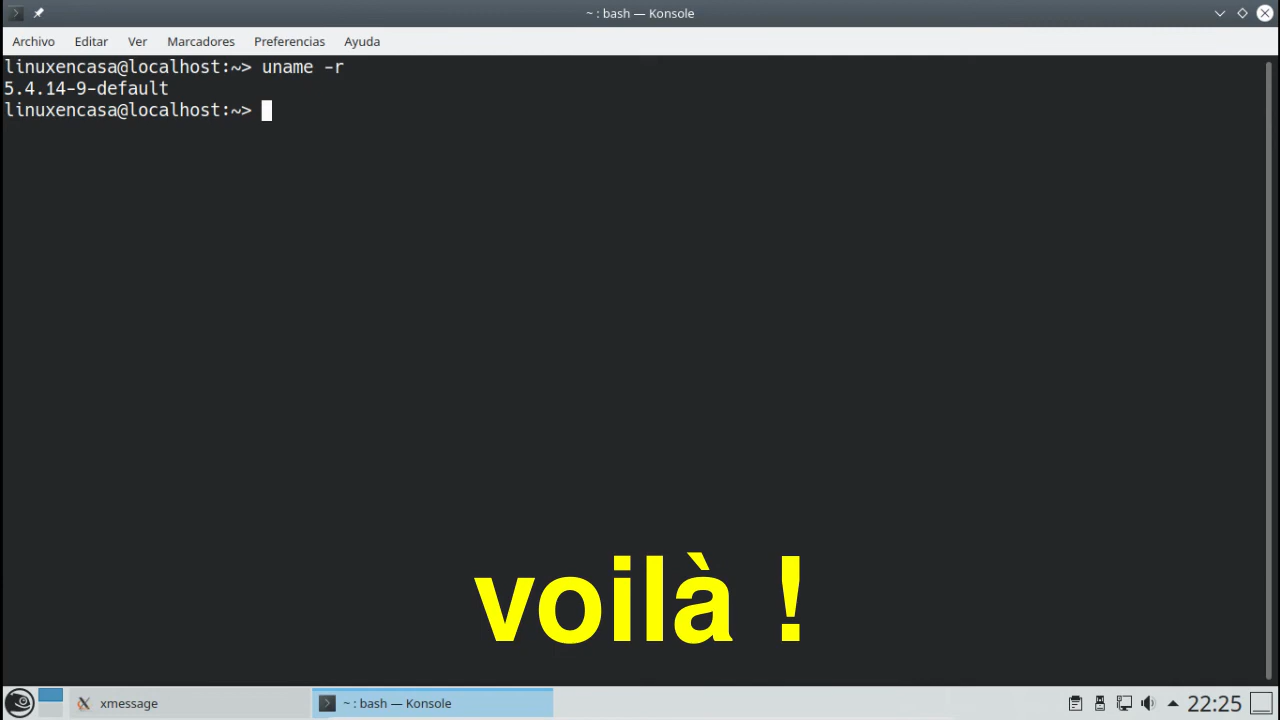 ~ : bash — Konsole
Archivo Editar Ver Marcadores Preferencias Ayuda
linuxencasa@localhost:~> uname -r
5.4.14-9-default
linuxencasa@localhost:~>
voilà !
xmessage ~ : bash — Konsole 22:25